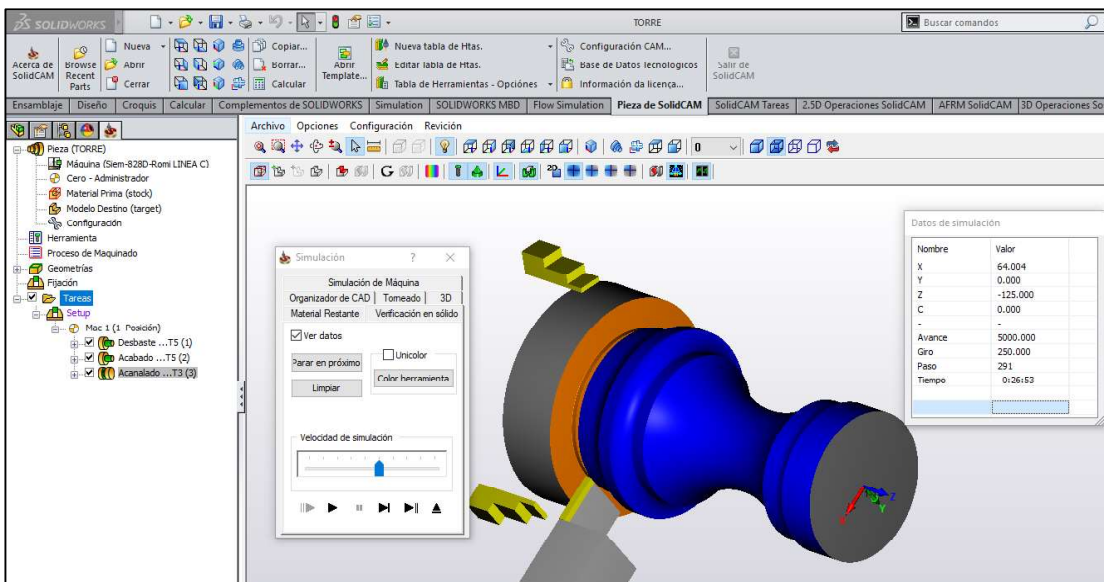 SOLIDWORKS
TORRE
Buscar comandos
Acerca de SolidCAM
Browse Recent Parts
Nueva
Abrir
Cerrar
Copiar...
Borrar...
Calcular
Abrir Template...
Nueva tabla de Htas.
Editar Tabla de Htas.
Tabla de Herramientas - Opciónes
Configuración CAM...
Base de Datos Tecnologicos
Información da licença...
Salir de SolidCAM
Ensamblaje Diseño Croquis Calcular Complementos de SOLIDWORKS Simulation SOLIDWORKS MBD Flow Simulation Pieza de SolidCAM SolidCAM Tareas 2.5D Operaciones SolidCAM AFRM SolidCAM 3D Operaciones So
Archivo Opciones Configuración Revición
G
0
2D
Pieza (TORRE)
Máquina (Siem-828D-Romi LINEA C)
Cero - Administrador
Material Prima (stock)
Modelo Destino (target)
Configuración
Herramienta
Proceso de Maquinado
Geometrías
Fijación
Tareas
Setup
Mac 1 (1 Posición)
Desbaste ...T5 (1)
Acabado ...T5 (2)
Acanalado ...T3 (3)
Simulación ?
Simulación de Máquina
Organizador de CAD Torneado 3D
Material Restante Verificación en sólido
Ver datos
Parar en próximo
Limpiar
Unicolor
Color herramienta
Velocidad de simulación
Datos de simulación
Nombre Valor
X 64.004
Y 0.000
Z -125.000
C 0.000
- -
Avance 5000.000
Giro 250.000
Paso 291
Tiempo 0:26:53
X
Y
Z